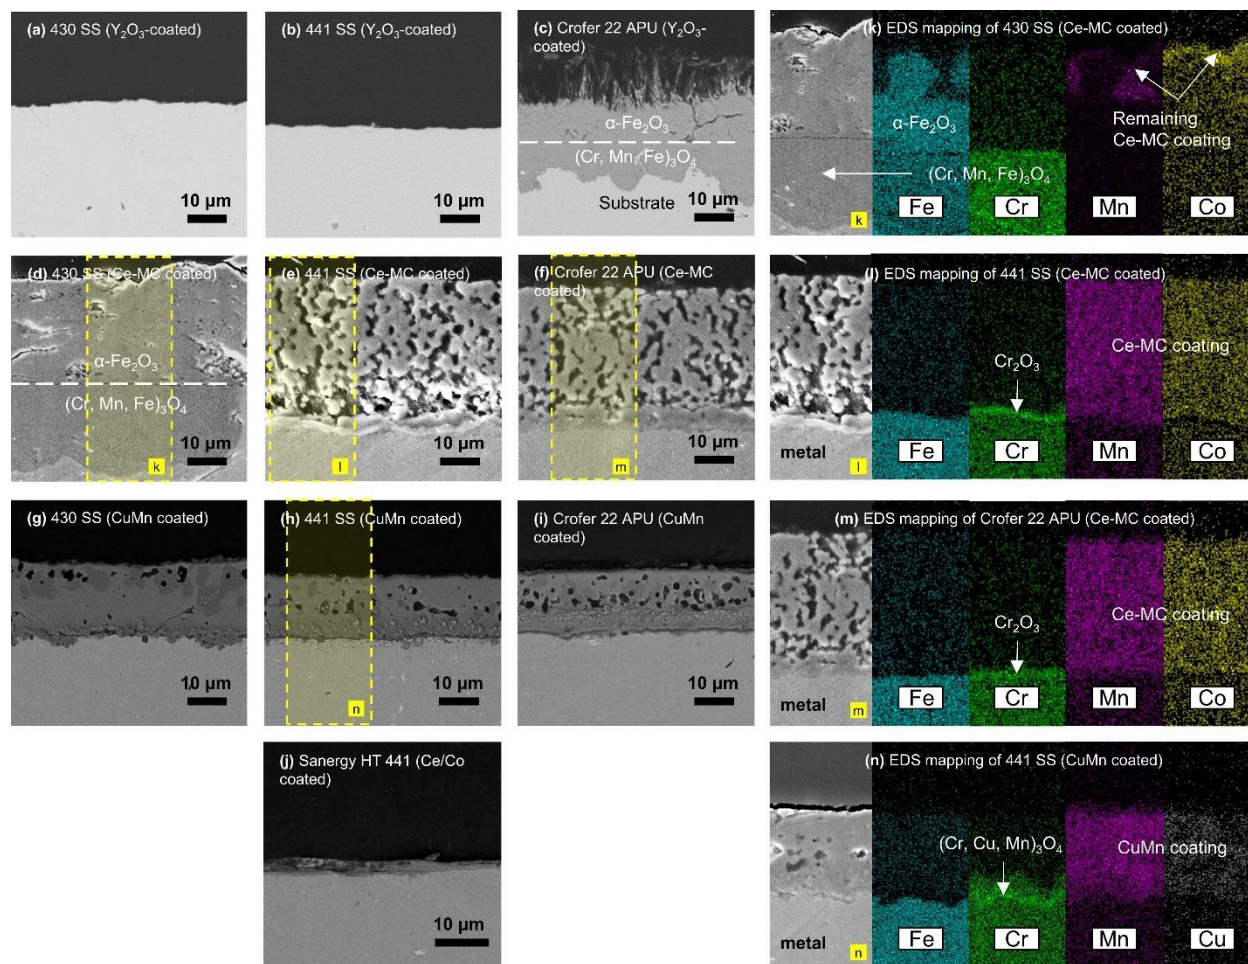 (a) 430 SS (Y₂O₃-coated)
10 µm
(b) 441 SS (Y₂O₃-coated)
10 µm
(c) Crofer 22 APU (Y₂O₃-
coated)
α-Fe₂O₃
(Cr, Mn, Fe)₃O₄
Substrate
10 µm
(k) EDS mapping of 430 SS (Ce-MC coated)
α-Fe₂O₃
Remaining
Ce-MC coating
(Cr, Mn, Fe)₃O₄
k
Fe
Cr
Mn
Co
(d) 430 SS (Ce-MC coated)
α-Fe₂O₃
(Cr, Mn, Fe)₃O₄
10 µm
k
(e) 441 SS (Ce-MC coated)
10 µm
l
(f) Crofer 22 APU (Ce-MC
coated)
10 µm
m
(l) EDS mapping of 441 SS (Ce-MC coated)
Ce-MC coating
Cr₂O₃
metal
l
Fe
Cr
Mn
Co
(g) 430 SS (CuMn coated)
10 µm
(h) 441 SS (CuMn coated)
10 µm
n
(i) Crofer 22 APU (CuMn
coated)
10 µm
(m) EDS mapping of Crofer 22 APU (Ce-MC coated)
Ce-MC coating
Cr₂O₃
metal
m
Fe
Cr
Mn
Co
(j) Sanergy HT 441 (Ce/Co
coated)
10 µm
(n) EDS mapping of 441 SS (CuMn coated)
(Cr, Cu, Mn)₃O₄
CuMn coating
metal
n
Fe
Cr
Mn
Cu